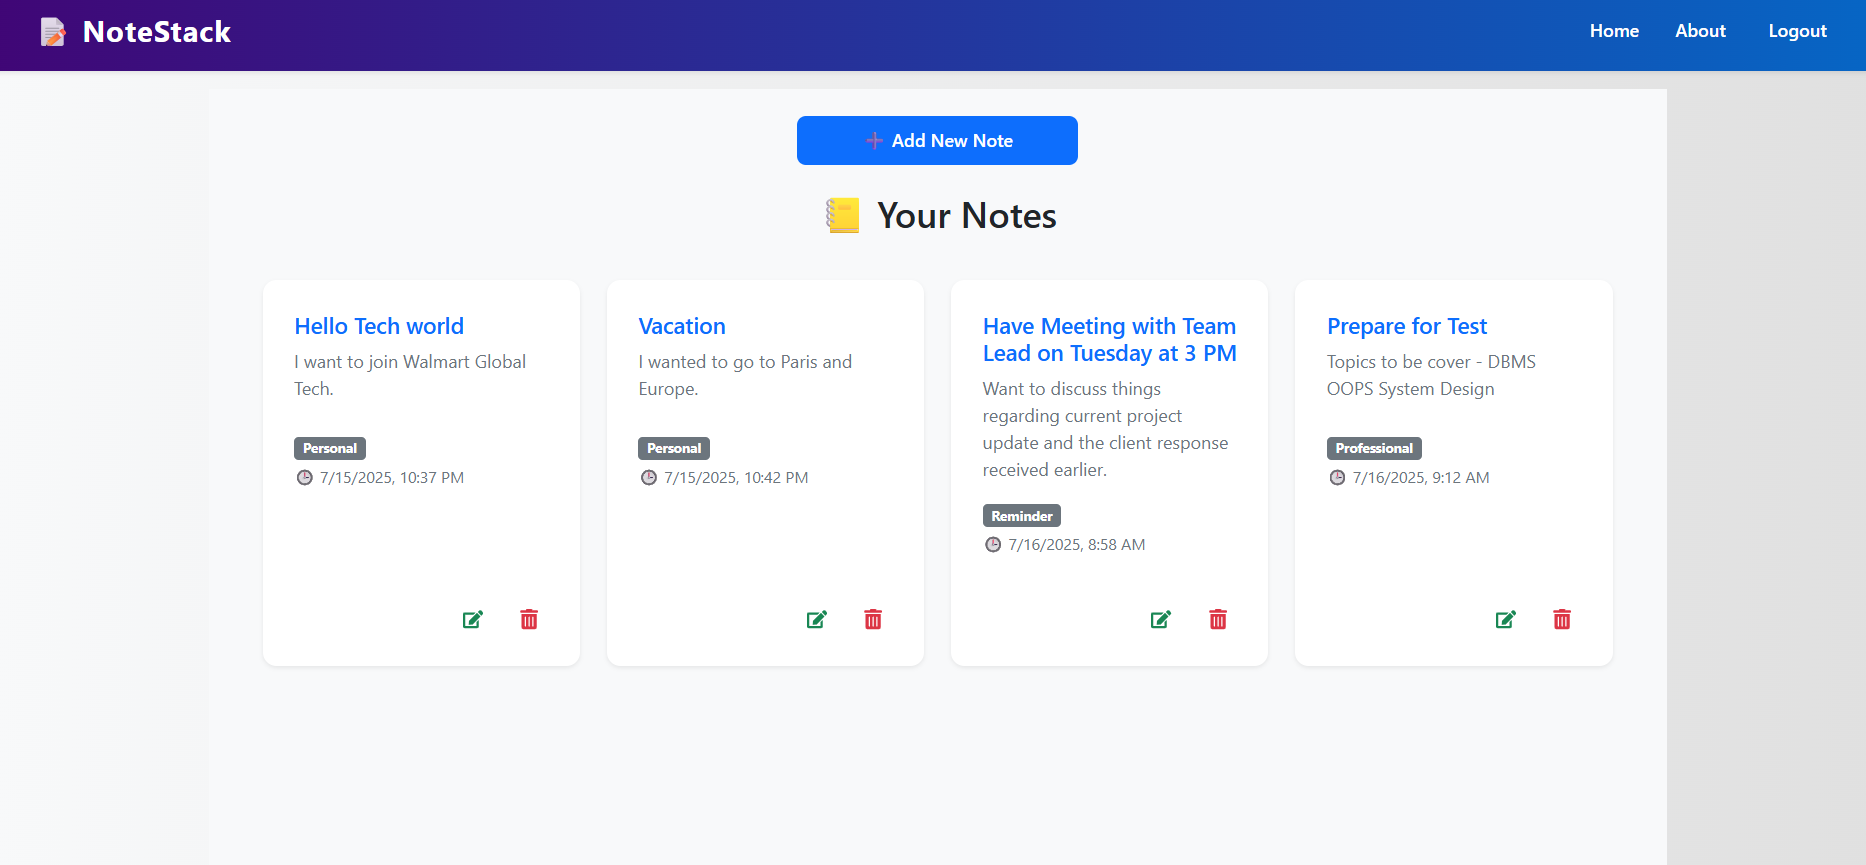 NoteStack
Home
About
Logout
Add New Note
Your Notes
Hello Tech world
I want to join Walmart Global
Tech.
Personal
7/15/2025, 10:37 PM
Vacation
I wanted to go to Paris and
Europe.
Personal
7/15/2025, 10:42 PM
Have Meeting with Team
Lead on Tuesday at 3 PM
Want to discuss things
regarding current project
update and the client response
received earlier.
Reminder
7/16/2025, 8:58 AM
Prepare for Test
Topics to be cover - DBMS
OOPS System Design
Professional
7/16/2025, 9:12 AM